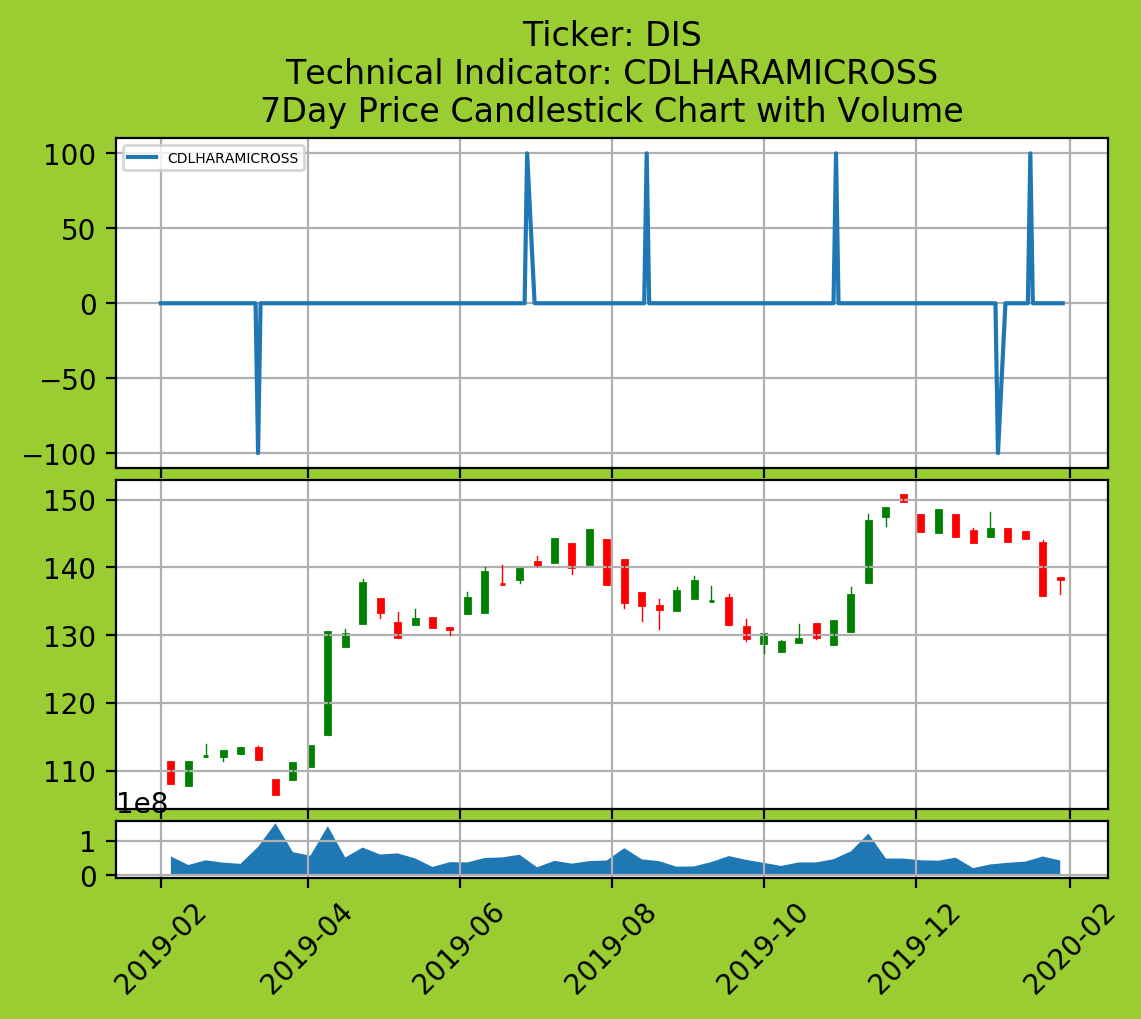 Ticker: DIS
Technical Indicator: CDLHARAMICROSS
7Day Price Candlestick Chart with Volume
CDLHARAMICROSS
100
50
0
−50
−100
150
140
130
120
110
1e8
1
0
2019-02 2019-04 2019-06 2019-08 2019-10 2019-12 2020-02